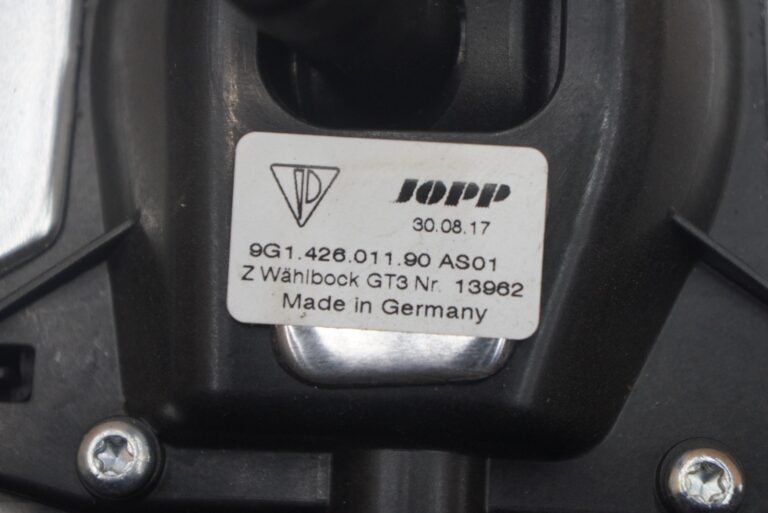 JOPP
30.08.17
9G1.426.011.90 AS01
Z Wählbock GT3 Nr. 13962
Made in Germany